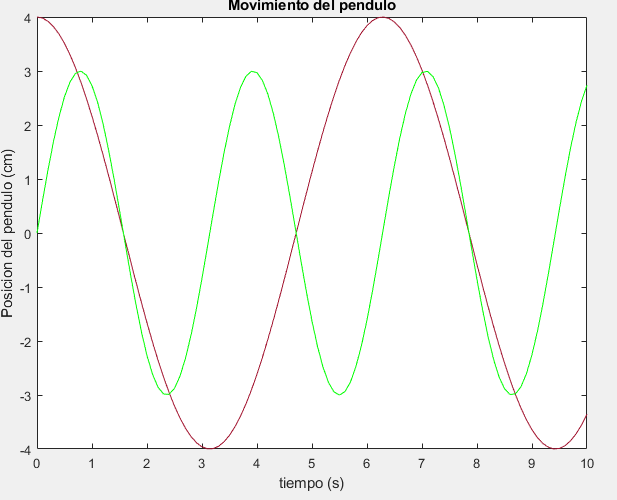 Movimiento del pendulo
Posicion del pendulo (cm)
4
3
2
1
0
-1
-2
-3
-4
0 1 2 3 4 5 6 7 8 9 10
tiempo (s)